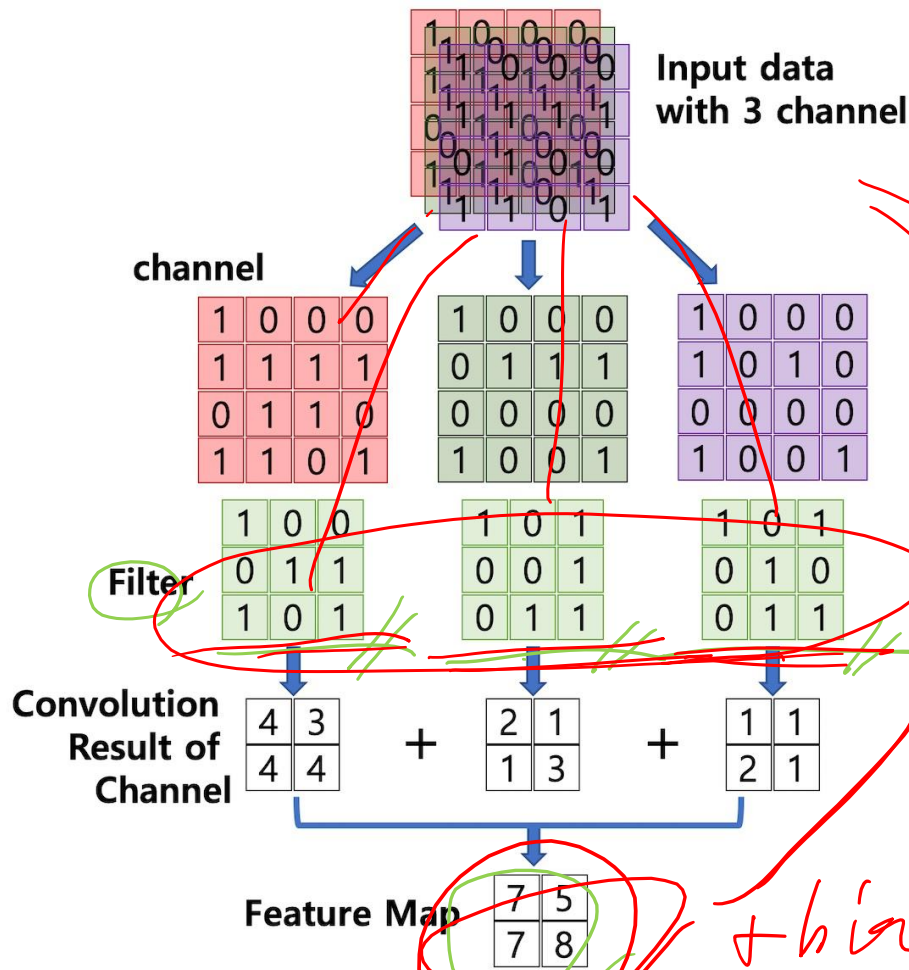 Input data
with 3 channel
channel
1 0 0 0
1 1 1 1
0 1 1 0
1 1 0 1
1 0 0 0
0 1 1 1
0 0 0 0
1 0 0 1
1 0 0 0
1 0 1 0
0 0 0 0
1 0 0 1
Filter
1 0 0
0 1 1
1 0 1
1 0 1
0 0 1
0 1 1
1 0 1
0 1 0
0 1 1
Convolution
Result of
Channel
4 3
4 4
+
2 1
1 3
+
1 1
2 1
Feature Map
7 5
7 8